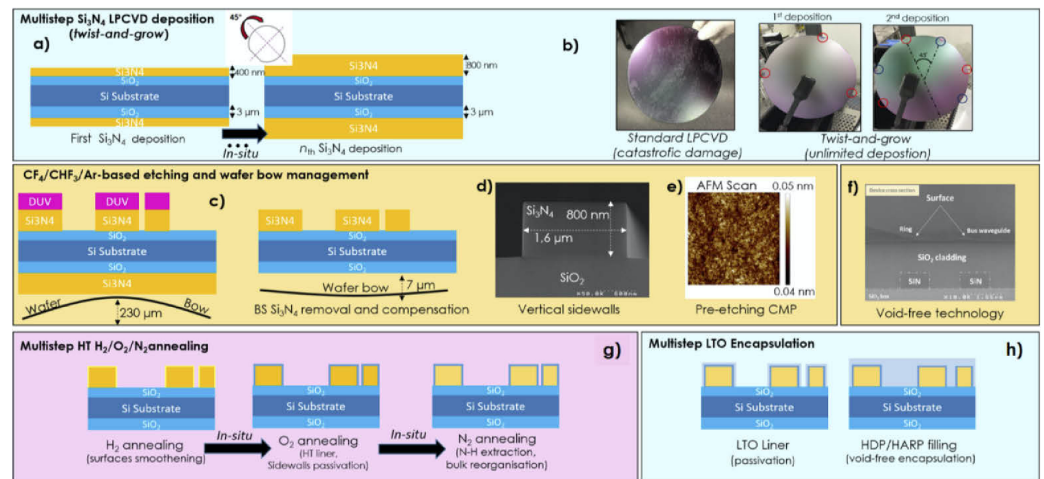 Multistep Si₃N₄ LPCVD deposition
(twist-and-grow)
a)
45°
Si3N4
400 nm
SiO₂
Si Substrate
SiO₂
3 μm
Si3N4
First Si₃N₄ deposition
In-situ
Si3N4
800 nm
SiO₂
Si Substrate
SiO₂
3 μm
Si3N4
nth Si₃N₄ deposition
b)
1st deposition
2nd deposition
45°
Standard LPCVD
(catastrofic damage)
Twist-and-grow
(unlimited depostion)
CF₄/CHF₃/Ar-based etching and wafer bow management
DUV
DUV
Si3N4
Si3N4
SiO₂
Si Substrate
SiO₂
Si3N4
Wafer
Bow
230 μm
c)
Si3N4
Si3N4
SiO₂
Si Substrate
SiO₂
Wafer bow
7 μm
BS Si₃N₄ removal and compensation
d)
Si₃N₄
800 nm
1,6 μm
SiO₂
Vertical sidewalls
e)
AFM Scan
0.05 nm
0.04 nm
Pre-etching CMP
f)
Device cross section
Surface
Ring
Bus waveguide
SiO₂ cladding
SiN
SiN
Void-free technology
Multistep HT H₂/O₂/N₂annealing
g)
SiO₂
Si Substrate
SiO₂
H₂ annealing
(surfaces smoothening)
In-situ
SiO₂
Si Substrate
SiO₂
O₂ annealing
(HT liner,
Sidewalls passivation)
In-situ
SiO₂
Si Substrate
SiO₂
N₂ annealing
(N-H extraction,
bulk reorganisation)
Multistep LTO Encapsulation
h)
SiO₂
Si Substrate
SiO₂
LTO Liner
(passivation)
SiO₂
Si Substrate
SiO₂
HDP/HARP filling
(void-free encapsulation)